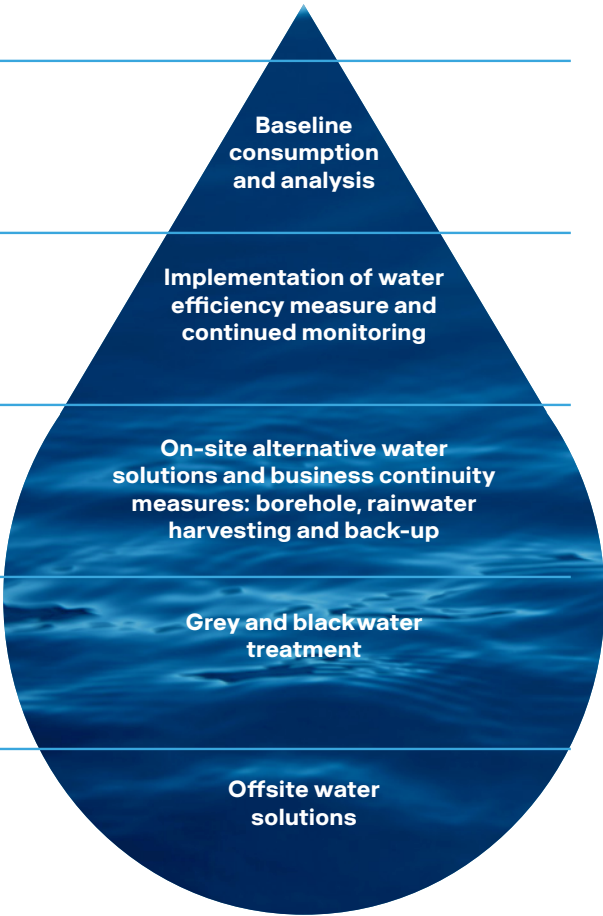 Baseline
consumption
and analysis
Implementation of water
efficiency measure and
continued monitoring
On-site alternative water
solutions and business continuity
measures: borehole, rainwater
harvesting and back-up
Grey and blackwater
treatment
Offsite water
solutions